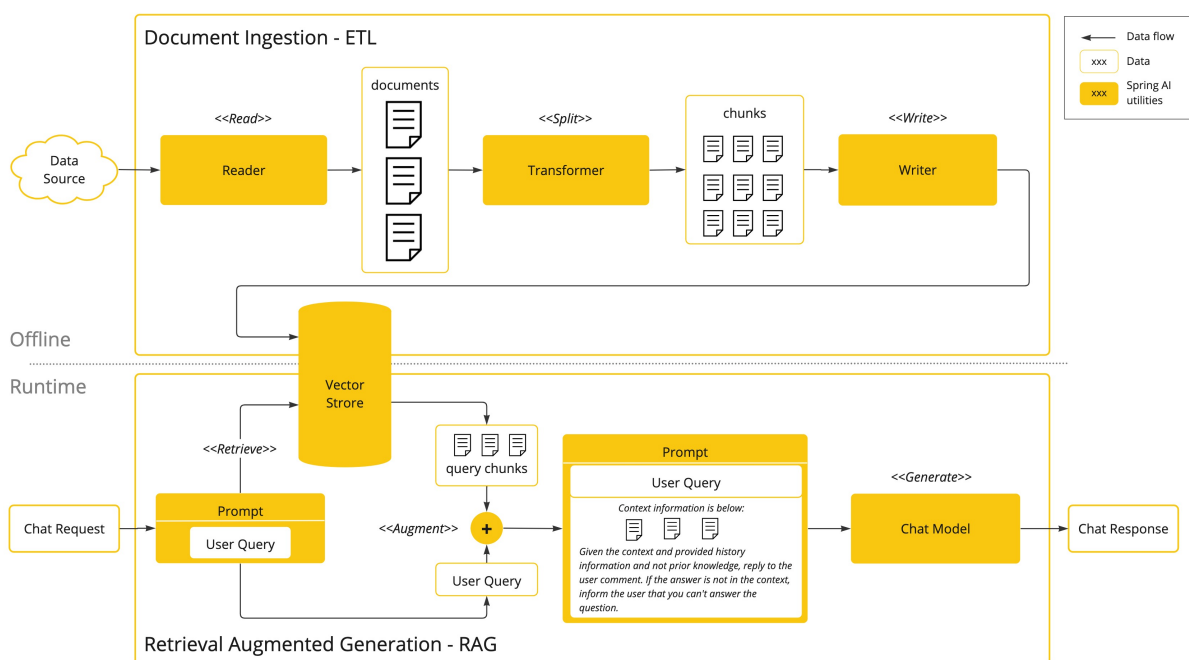 Document Ingestion - ETL
Data flow
xxx
Data
xxx
Spring AI
utilities
documents
<<Read>>
<<Split>>
chunks
<<Write>>
Data
Source
Reader
Transformer
Writer
Offline
Runtime
Vector
Strore
<<Retrieve>>
query chunks
Prompt
User Query
Context information is below:
Given the context and provided history
information and not prior knowledge, reply to the
user comment. If the answer is not in the context,
inform the user that you can't answer the
question.
<<Generate>>
Chat Request
Prompt
User Query
<<Augment>>
+
User Query
Chat Model
Chat Response
Retrieval Augmented Generation - RAG